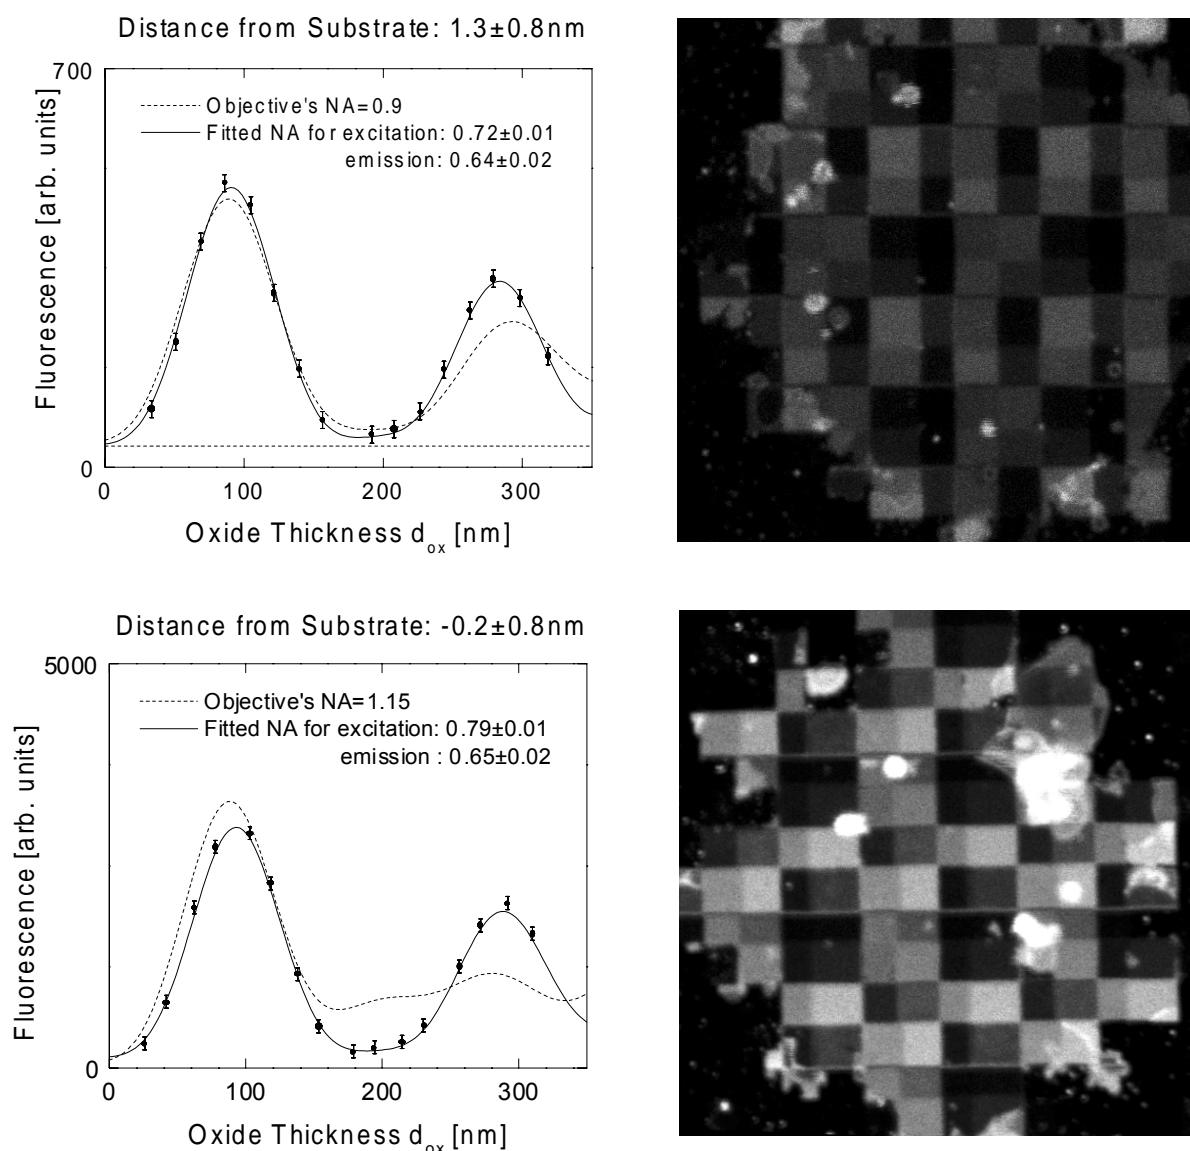 Distance from Substrate: 1.3±0.8nm
700
Objective's NA=0.9
Fitted NA for excitation: 0.72±0.01
emission: 0.64±0.02
Fluorescence [arb. units]
0
0 100 200 300
Oxide Thickness dox [nm]
Distance from Substrate: -0.2±0.8nm
5000
Objective's NA=1.15
Fitted NA for excitation: 0.79±0.01
emission : 0.65±0.02
Fluorescence [arb. units]
0
0 100 200 300
Oxide Thickness dox [nm]